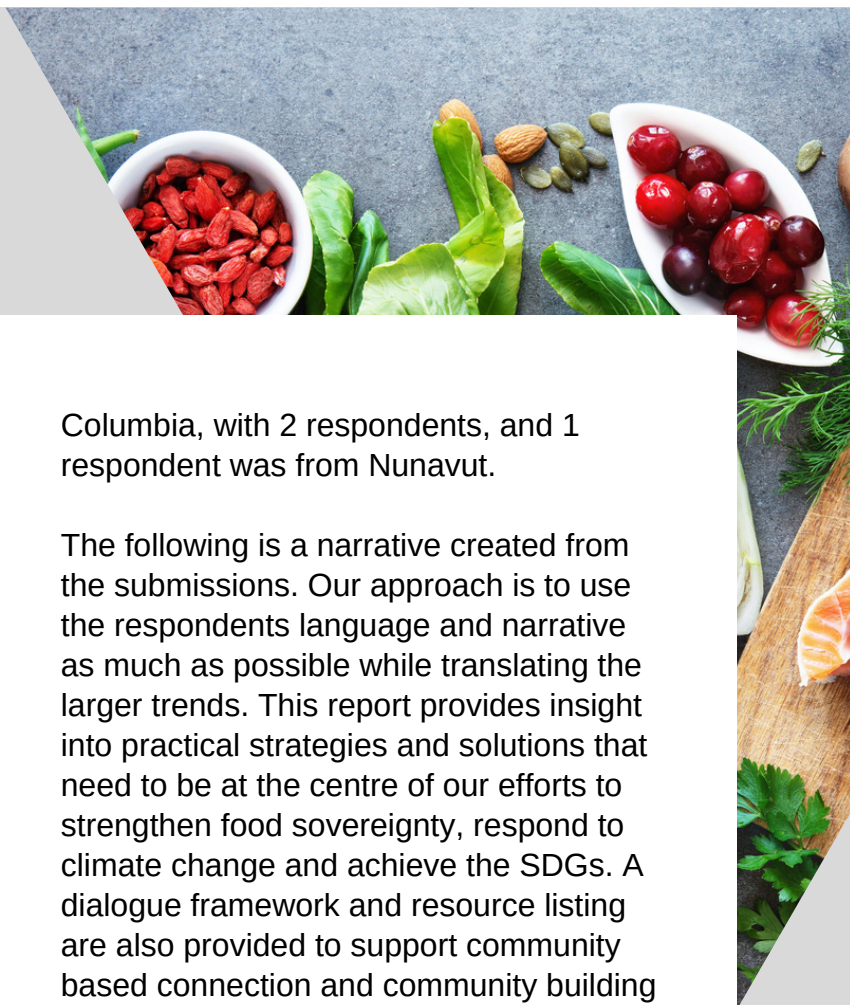 Columbia, with 2 respondents, and 1
respondent was from Nunavut.
The following is a narrative created from
the submissions. Our approach is to use
the respondents language and narrative
as much as possible while translating the
larger trends. This report provides insight
into practical strategies and solutions that
need to be at the centre of our efforts to
strengthen food sovereignty, respond to
climate change and achieve the SDGs. A
dialogue framework and resource listing
are also provided to support community
based connection and community building